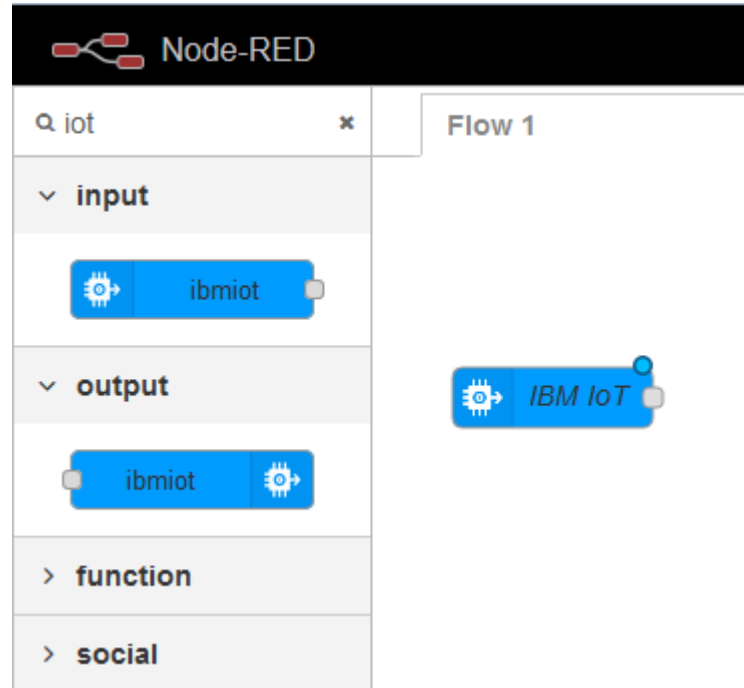 Node-RED
iot
Flow 1
input
ibmiot
output
ibmiot
IBM IoT
function
social